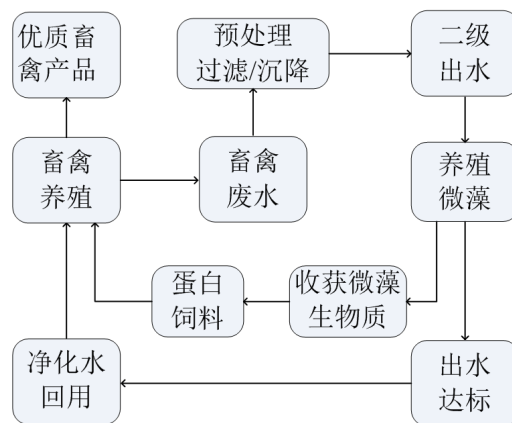 优质畜
禽产品
预处理
过滤/沉降
二级
出水
畜禽
养殖
畜禽
废水
养殖
微藻
蛋白
饲料
收获微藻
生物质
净化水
回用
出水
达标